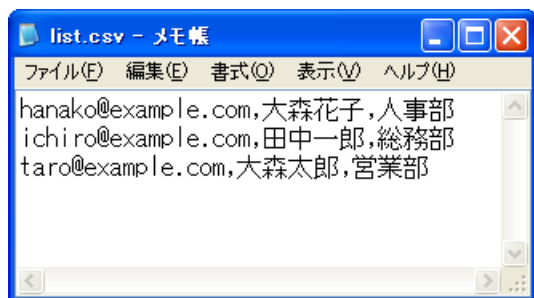 list.csv - メモ帳
ファイル(F) 編集(E) 書式(O) 表示(V) ヘルプ(H)
hanako@example.com,大森花子,人事部
ichiro@example.com,田中一郎,総務部
taro@example.com,大森太郎,営業部